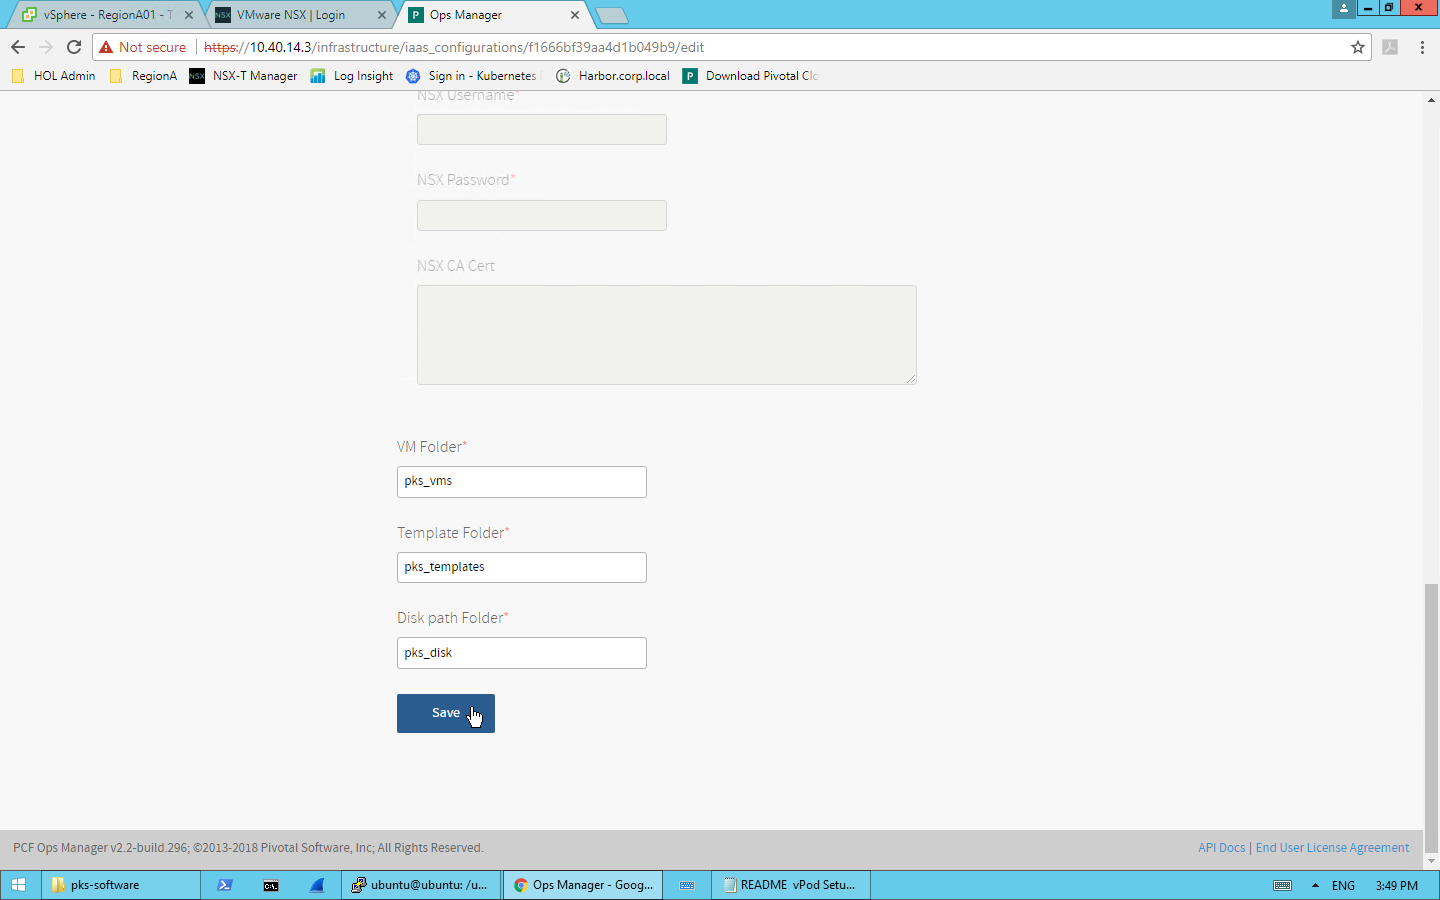 vSphere - RegionA01 - T
VMware NSX | Login
Ops Manager
Not secure
https://10.40.14.3/infrastructure/iaas_configurations/f1666bf39aa4d1b049b9/edit
HOL Admin
RegionA
NSX
NSX-T Manager
Log Insight
Sign in - Kubernetes
Harbor.corp.local
Download Pivotal Clo
NSX Username*
NSX Password*
NSX CA Cert
VM Folder*
pks_vms
Template Folder*
pks_templates
Disk path Folder*
pks_disk
Save
PCF Ops Manager v2.2-build.296; ©2013-2018 Pivotal Software, Inc; All Rights Reserved.
API Docs | End User License Agreement
pks-software
ubuntu@ubuntu: /u...
Ops Manager - Goog...
README vPod Setu...
ENG
3:49 PM